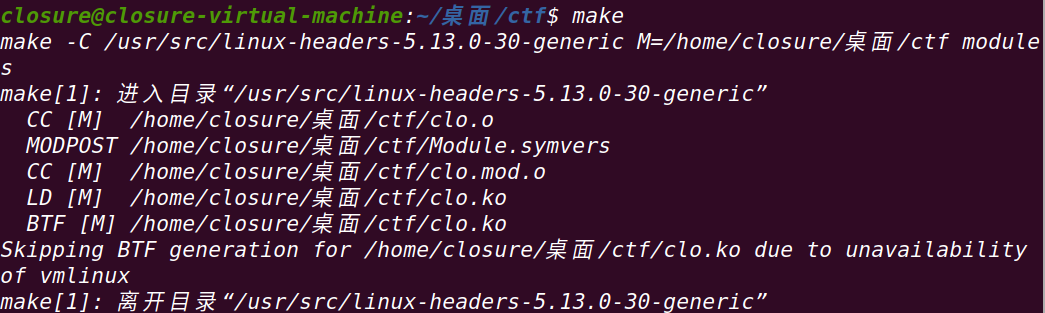 closure@closure-virtual-machine:~/桌面/ctf$ make
make -C /usr/src/linux-headers-5.13.0-30-generic M=/home/closure/桌面/ctf module
s
make[1]: 进入目录“/usr/src/linux-headers-5.13.0-30-generic”
  CC [M]  /home/closure/桌面/ctf/clo.o
  MODPOST /home/closure/桌面/ctf/Module.symvers
  CC [M]  /home/closure/桌面/ctf/clo.mod.o
  LD [M]  /home/closure/桌面/ctf/clo.ko
  BTF [M] /home/closure/桌面/ctf/clo.ko
Skipping BTF generation for /home/closure/桌面/ctf/clo.ko due to unavailability
of vmlinux
make[1]: 离开目录“/usr/src/linux-headers-5.13.0-30-generic”